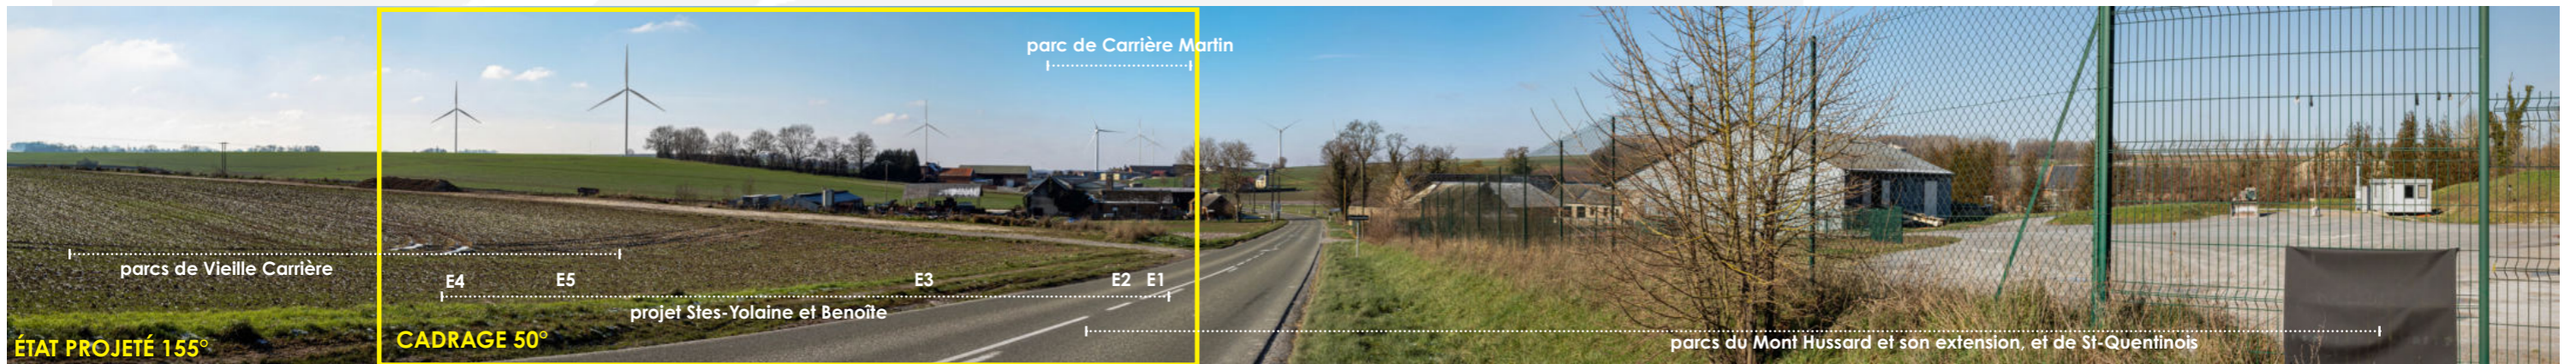 parc de Carrière Martin
parcs de Vieille Carrière
E4 E5 E3 E2 E1
projet Stes-Yolaine et Benoîte
ÉTAT PROJETÉ 155°
CADRAGE 50°
parcs du Mont Hussard et son extension, et de St-Quentinois